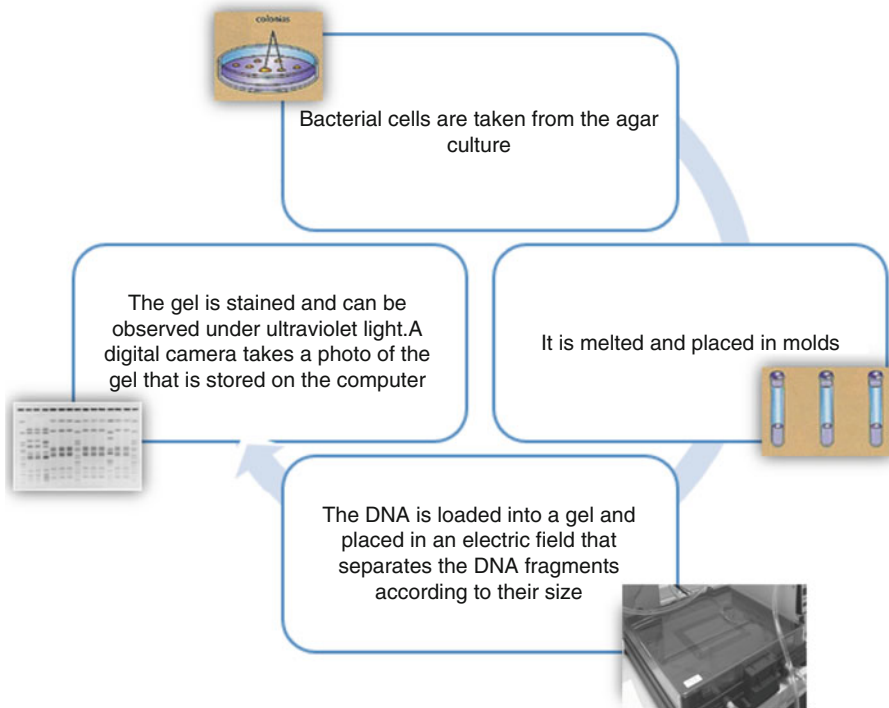 colonias
Bacterial cells are taken from the agar
culture
It is melted and placed in molds
The DNA is loaded into a gel and
placed in an electric field that
separates the DNA fragments
according to their size
The gel is stained and can be
observed under ultraviolet light.A
digital camera takes a photo of the
gel that is stored on the computer